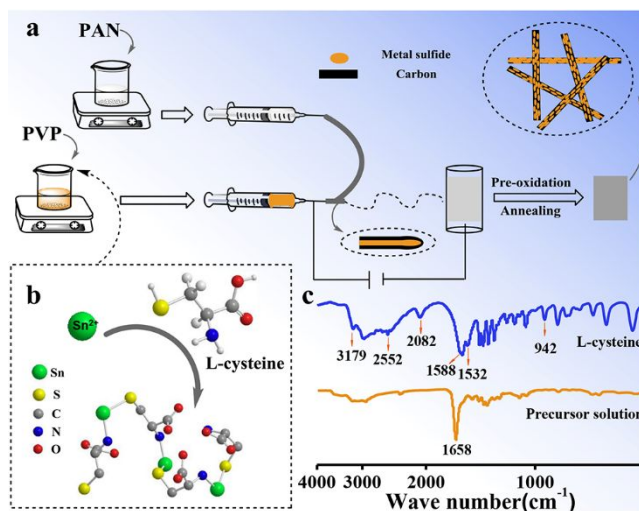 a
PAN
PVP
Metal sulfide
Carbon
Pre-oxidation
Annealing
b
Sn²⁺
L-cysteine
Sn
S
C
N
O
c
L-cysteine
3179
2552
2082
1588
1532
942
Precursor solution
1658
4000 3000 2000 1000
Wave number(cm⁻¹)